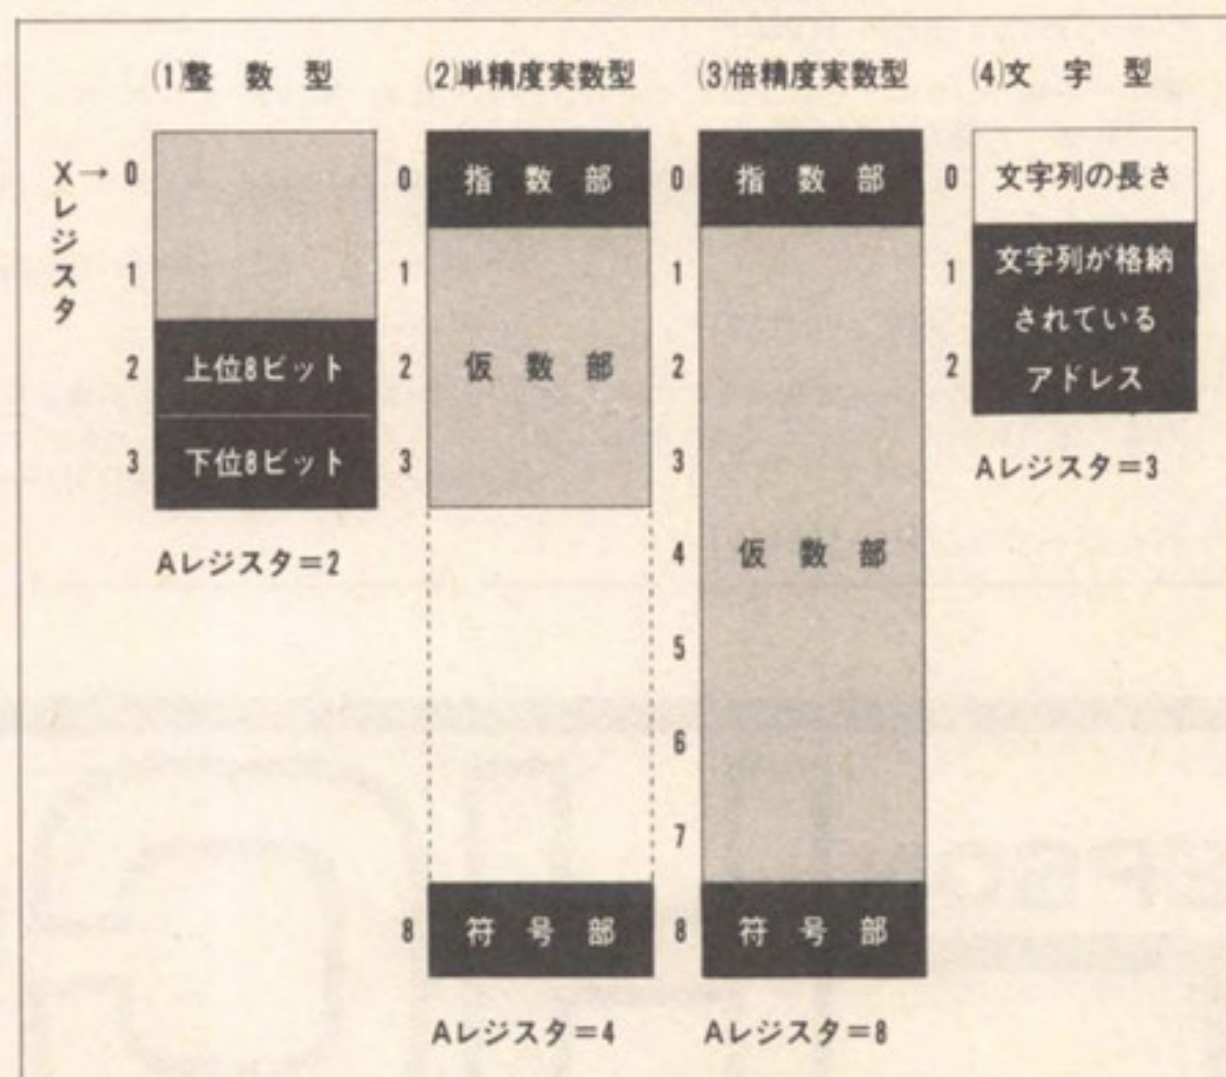 (1)整数型
(2)単精度実数型
(3)倍精度実数型
(4)文字型
Xレジスタ
→
0
1
2
3
上位8ビット
下位8ビット
Aレジスタ=2
0
1
2
3
8
指数部
仮数部
符号部
Aレジスタ=4
0
1
2
3
4
5
6
7
8
指数部
仮数部
符号部
Aレジスタ=8
0
1
2
文字列の長さ
文字列が格納
されている
アドレス
Aレジスタ=3